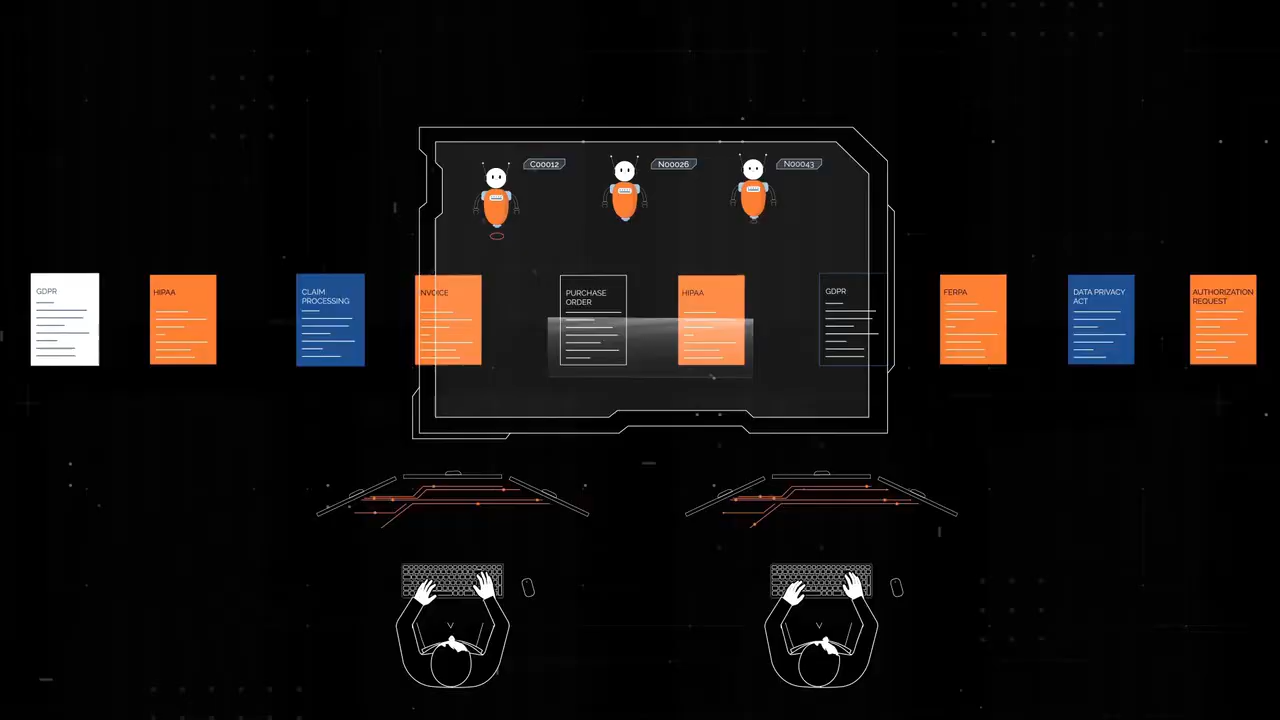 C00012
N00026
N00043
GDPR
HIPAA
CLAIM
PROCESSING
NVOICE
PURCHASE
ORDER
HIPAA
GDPR
FERPA
DATA PRIVACY
ACT
AUTHORIZATION
REQUEST